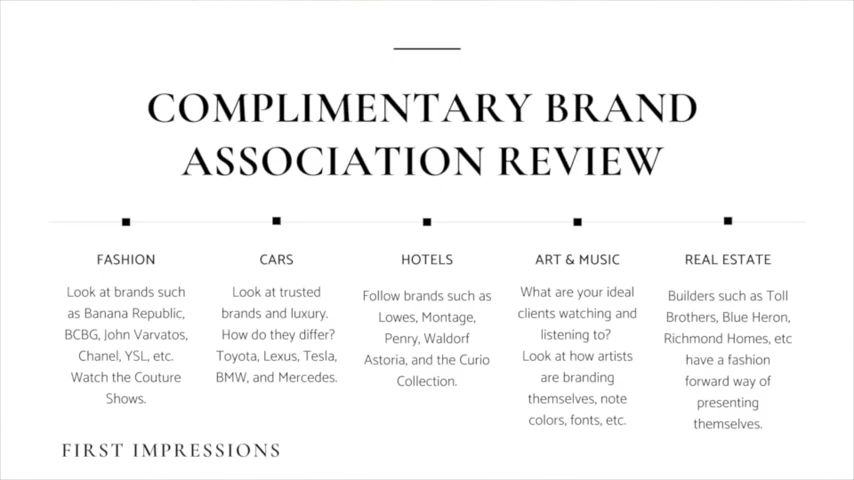 COMPLIMENTARY BRAND
ASSOCIATION REVIEW
FASHION
Look at brands such
as Banana Republic,
BCBG, John Varvatos,
Chanel, YSL, etc.
Watch the Couture
Shows.
CARS
Look at trusted
brands and luxury.
How do they differ?
Toyota, Lexus, Tesla,
BMW, and Mercedes.
HOTELS
Follow brands such as
Lowes, Montage,
Penry, Waldorf
Astoria, and the Curio
Collection.
ART & MUSIC
What are your ideal
clients watching and
listening to?
Look at how artists
are branding
themselves, note
colors, fonts, etc.
REAL ESTATE
Builders such as Toll
Brothers, Blue Heron,
Richmond Homes, etc
have a fashion
forward way of
presenting
themselves.
FIRST IMPRESSIONS